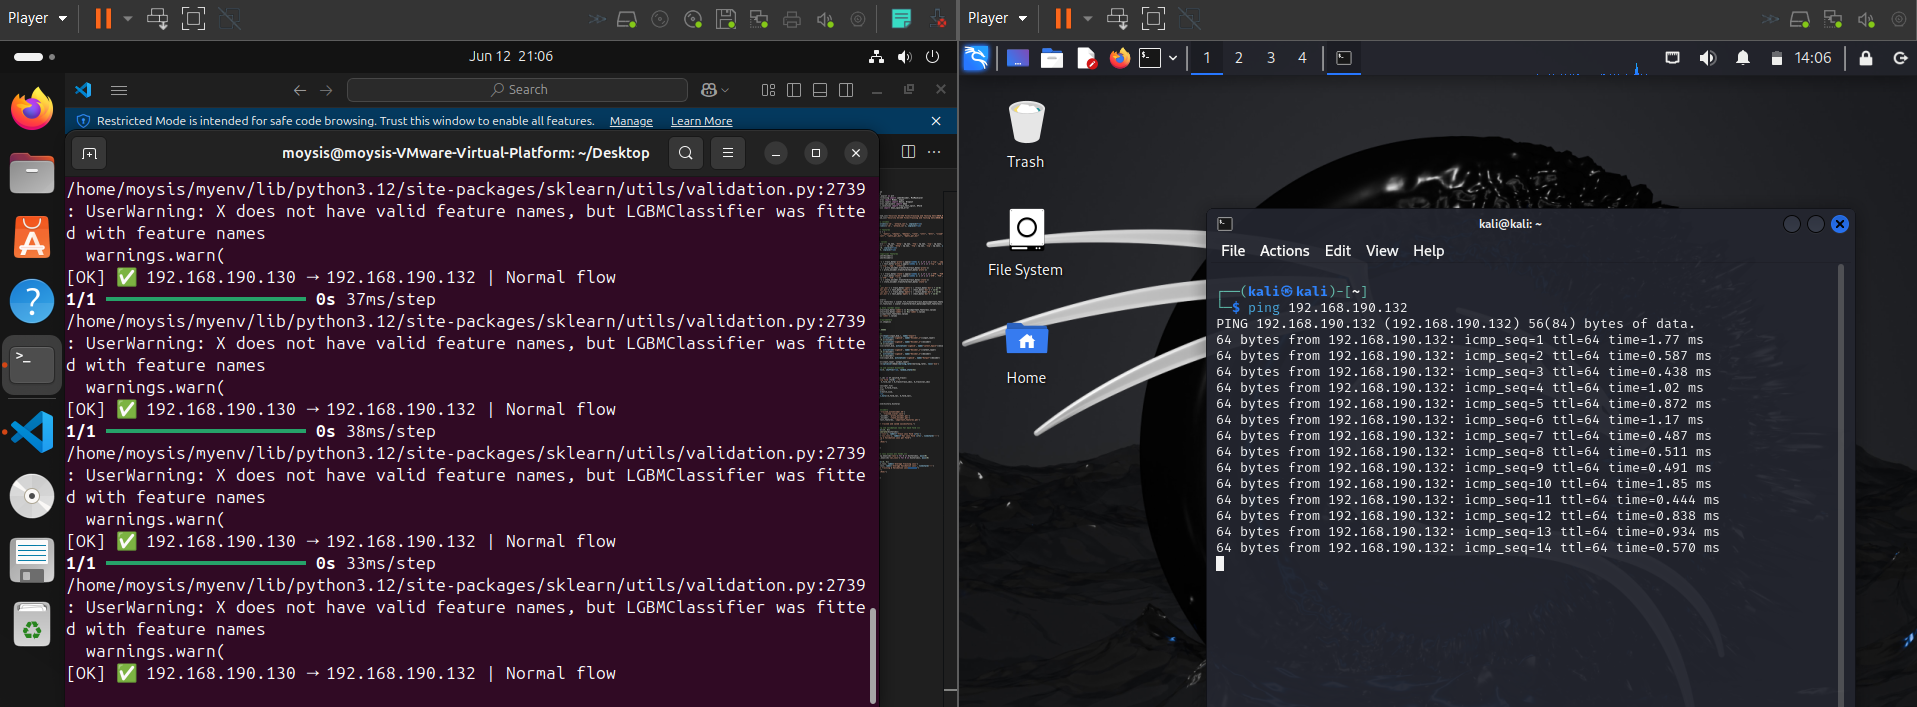 Player
Jun 12 21:06
Search
Restricted Mode is intended for safe code browsing. Trust this window to enable all features. Manage Learn More
moysis@moysis-VMware-Virtual-Platform: ~/Desktop
/home/moysis/myenv/lib/python3.12/site-packages/sklearn/utils/validation.py:2739
: UserWarning: X does not have valid feature names, but LGBMClassifier was fitte
d with feature names
warnings.warn(
[OK] ✅ 192.168.190.130 → 192.168.190.132 | Normal flow
1/1 ━━━━━━━━━━━━━━━━━━━━ 0s 37ms/step
/home/moysis/myenv/lib/python3.12/site-packages/sklearn/utils/validation.py:2739
: UserWarning: X does not have valid feature names, but LGBMClassifier was fitte
d with feature names
warnings.warn(
[OK] ✅ 192.168.190.130 → 192.168.190.132 | Normal flow
1/1 ━━━━━━━━━━━━━━━━━━━━ 0s 38ms/step
/home/moysis/myenv/lib/python3.12/site-packages/sklearn/utils/validation.py:2739
: UserWarning: X does not have valid feature names, but LGBMClassifier was fitte
d with feature names
warnings.warn(
[OK] ✅ 192.168.190.130 → 192.168.190.132 | Normal flow
1/1 ━━━━━━━━━━━━━━━━━━━━ 0s 33ms/step
/home/moysis/myenv/lib/python3.12/site-packages/sklearn/utils/validation.py:2739
: UserWarning: X does not have valid feature names, but LGBMClassifier was fitte
d with feature names
warnings.warn(
[OK] ✅ 192.168.190.130 → 192.168.190.132 | Normal flow
Player
1 2 3 4
14:06
Trash
File System
Home
kali@kali: ~
File Actions Edit View Help
┌──(kali㉿kali)-[~]
└─$ ping 192.168.190.132
PING 192.168.190.132 (192.168.190.132) 56(84) bytes of data.
64 bytes from 192.168.190.132: icmp_seq=1 ttl=64 time=1.77 ms
64 bytes from 192.168.190.132: icmp_seq=2 ttl=64 time=0.587 ms
64 bytes from 192.168.190.132: icmp_seq=3 ttl=64 time=0.438 ms
64 bytes from 192.168.190.132: icmp_seq=4 ttl=64 time=1.02 ms
64 bytes from 192.168.190.132: icmp_seq=5 ttl=64 time=0.872 ms
64 bytes from 192.168.190.132: icmp_seq=6 ttl=64 time=1.17 ms
64 bytes from 192.168.190.132: icmp_seq=7 ttl=64 time=0.487 ms
64 bytes from 192.168.190.132: icmp_seq=8 ttl=64 time=0.511 ms
64 bytes from 192.168.190.132: icmp_seq=9 ttl=64 time=0.491 ms
64 bytes from 192.168.190.132: icmp_seq=10 ttl=64 time=1.85 ms
64 bytes from 192.168.190.132: icmp_seq=11 ttl=64 time=0.444 ms
64 bytes from 192.168.190.132: icmp_seq=12 ttl=64 time=0.838 ms
64 bytes from 192.168.190.132: icmp_seq=13 ttl=64 time=0.934 ms
64 bytes from 192.168.190.132: icmp_seq=14 ttl=64 time=0.570 ms